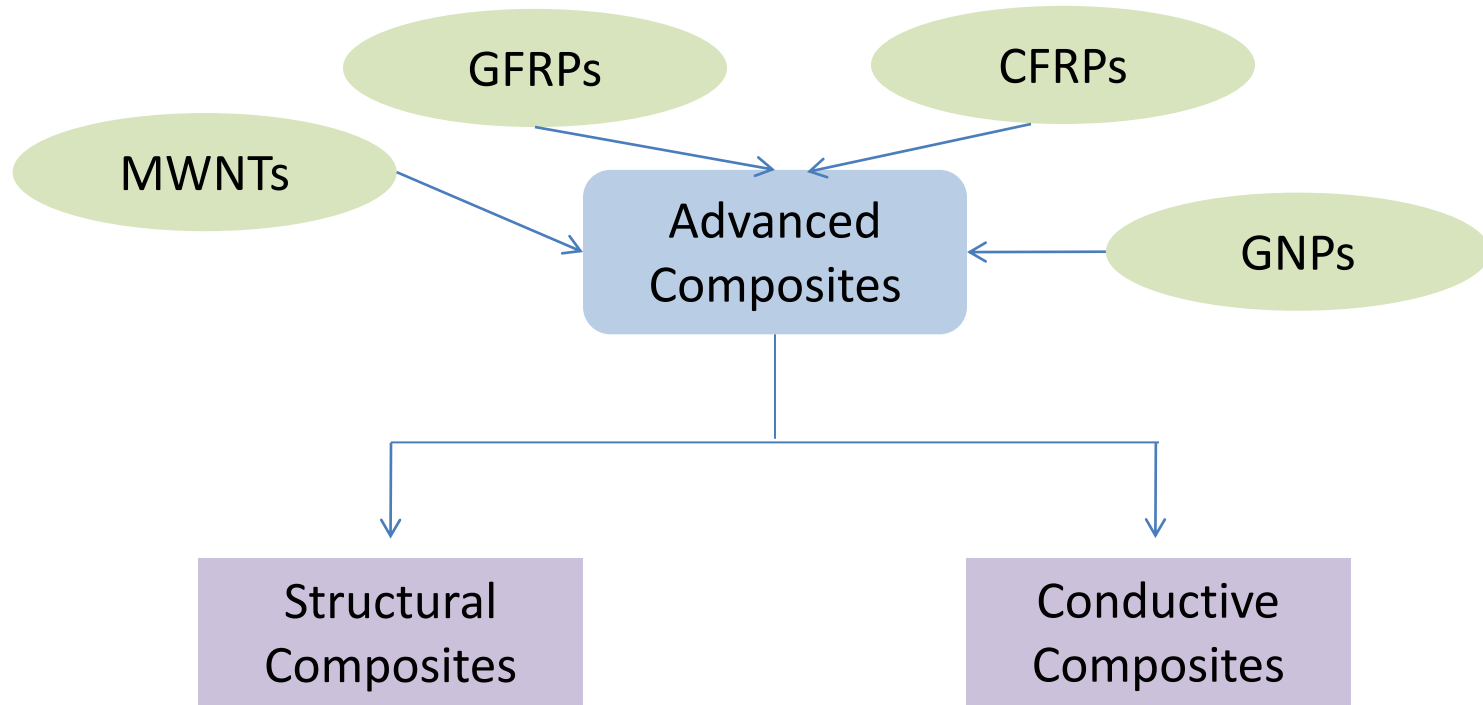 GFRPs
CFRPs
MWNTs
Advanced
Composites
GNPs
Structural
Composites
Conductive
Composites